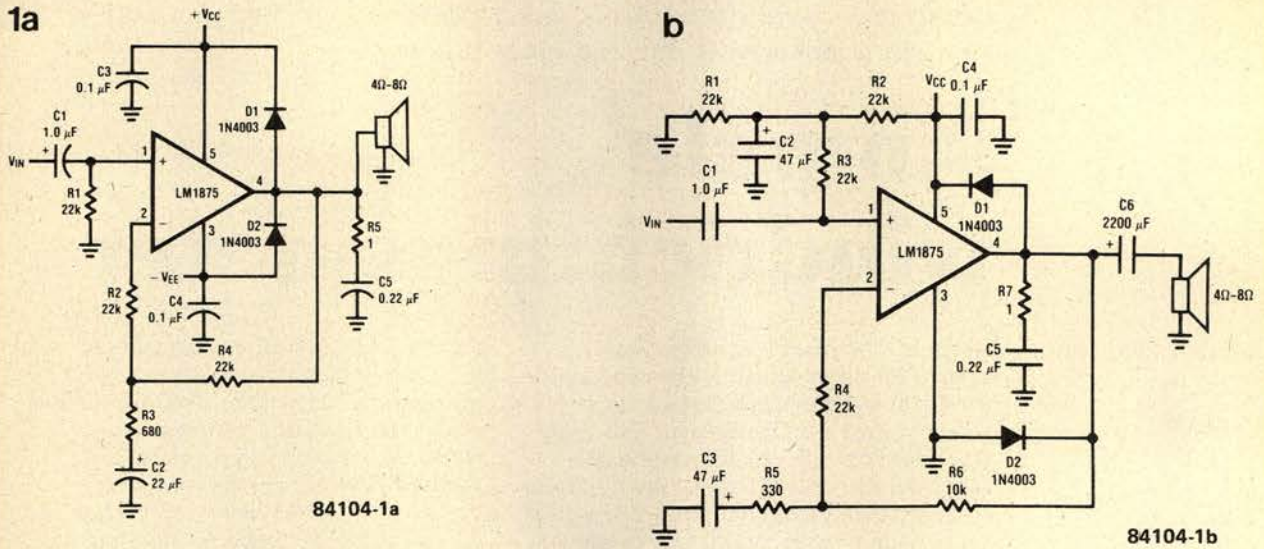 1a
+VCC
C3
0.1 µF
4Ω-8Ω
D1
1N4003
C1
1.0 µF
+
VIN
1
+
5
LM1875
4
R1
22k
2
−
3
D2
1N4003
R5
1
−VEE
C5
0.22 µF
R2
22k
C4
0.1 µF
R4
22k
R3
680
+
C2
22 µF
84104-1a
b
R1
22k
R2
22k
VCC
C4
0.1 µF
+
C2
47 µF
R3
22k
C1
1.0 µF
D1
1N4003
VIN
1
+
5
LM1875
4
C6
2200 µF
+
2
−
3
R7
1
4Ω-8Ω
C5
0.22 µF
R4
22k
C3
47 µF
+
R5
330
R6
10k
D2
1N4003
84104-1b